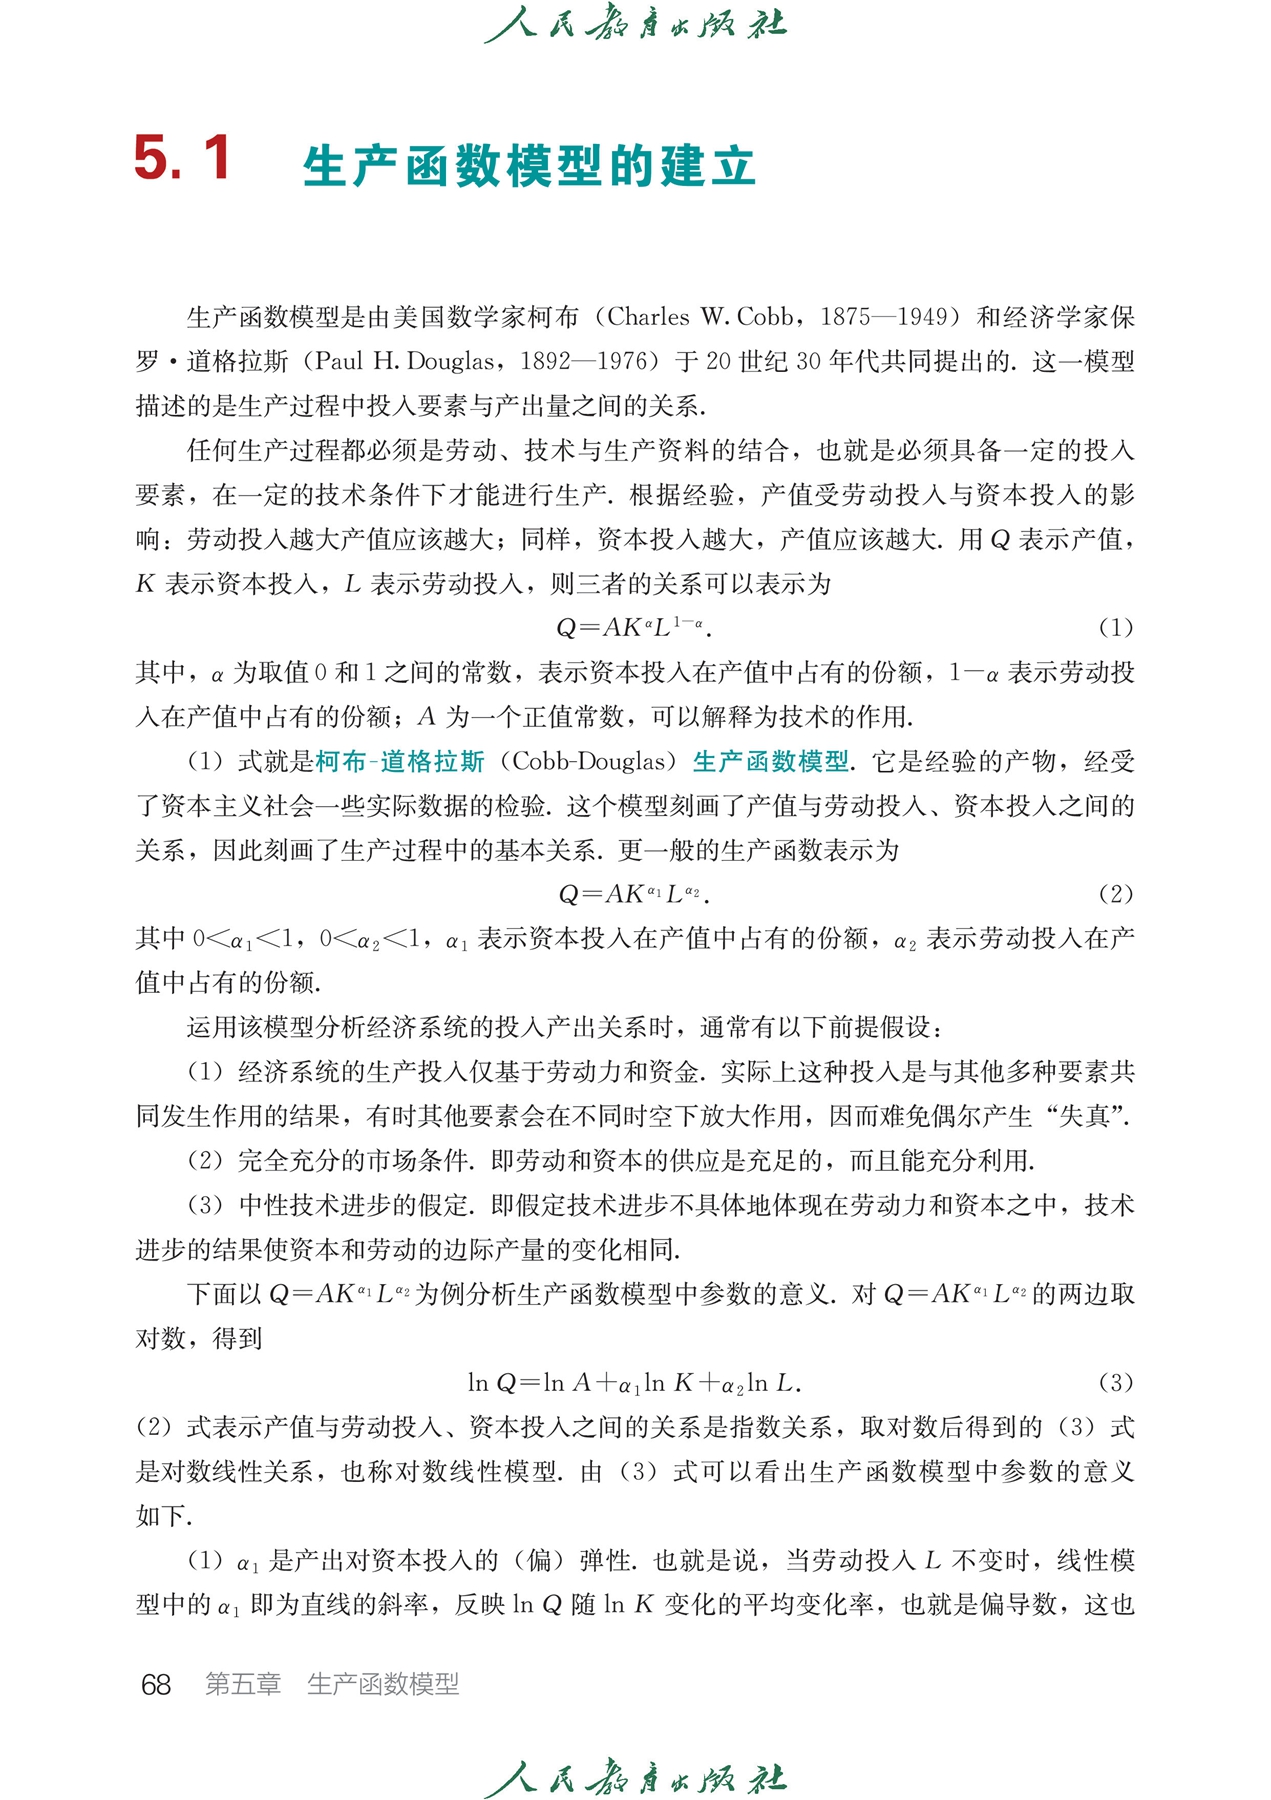 人民教育出版社
5.1 生产函数模型的建立
生产函数模型是由美国数学家柯布（Charles W. Cobb，1875—1949）和经济学家保
罗·道格拉斯（Paul H. Douglas，1892—1976）于 20 世纪 30 年代共同提出的. 这一模型
描述的是生产过程中投入要素与产出量之间的关系.
任何生产过程都必须是劳动、技术与生产资料的结合，也就是必须具备一定的投入
要素，在一定的技术条件下才能进行生产. 根据经验，产值受劳动投入与资本投入的影
响：劳动投入越大产值应该越大；同样，资本投入越大，产值应该越大. 用 Q 表示产值，
K 表示资本投入，L 表示劳动投入，则三者的关系可以表示为
Q=AK^α L^{1-α}. （1）
其中，α 为取值 0 和 1 之间的常数，表示资本投入在产值中占有的份额，1-α 表示劳动投
入在产值中占有的份额；A 为一个正值常数，可以解释为技术的作用.
（1）式就是柯布-道格拉斯（Cobb-Douglas）生产函数模型. 它是经验的产物，经受
了资本主义社会一些实际数据的检验. 这个模型刻画了产值与劳动投入、资本投入之间的
关系，因此刻画了生产过程中的基本关系. 更一般的生产函数表示为
Q=AK^{α₁} L^{α₂}. （2）
其中 0<α₁<1，0<α₂<1，α₁ 表示资本投入在产值中占有的份额，α₂ 表示劳动投入在产
值中占有的份额.
运用该模型分析经济系统的投入产出关系时，通常有以下前提假设：
（1）经济系统的生产投入仅基于劳动力和资金. 实际上这种投入是与其他多种要素共
同发生作用的结果，有时其他要素会在不同时空下放大作用，因而难免偶尔产生“失真”.
（2）完全充分的市场条件. 即劳动和资本的供应是充足的，而且能充分利用.
（3）中性技术进步的假定. 即假定技术进步不具体地体现在劳动力和资本之中，技术
进步的结果使资本和劳动的边际产量的变化相同.
下面以 Q=AK^{α₁} L^{α₂} 为例分析生产函数模型中参数的意义. 对 Q=AK^{α₁} L^{α₂} 的两边取
对数，得到
ln Q=ln A+α₁ln K+α₂ln L. （3）
（2）式表示产值与劳动投入、资本投入之间的关系是指数关系，取对数后得到的（3）式
是对数线性关系，也称对数线性模型. 由（3）式可以看出生产函数模型中参数的意义
如下.
（1）α₁ 是产出对资本投入的（偏）弹性. 也就是说，当劳动投入 L 不变时，线性模
型中的 α₁ 即为直线的斜率，反映 ln Q 随 ln K 变化的平均变化率，也就是偏导数，这也
68 第五章 生产函数模型
人民教育出版社